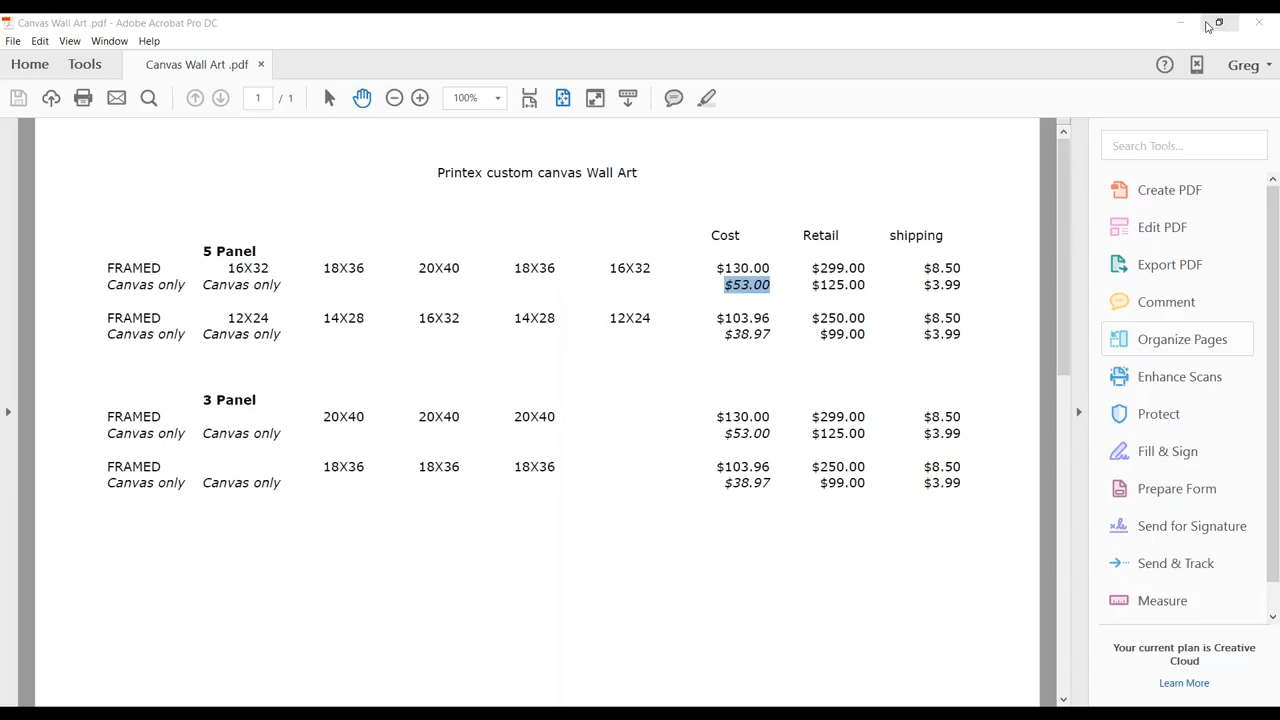 Canvas Wall Art .pdf - Adobe Acrobat Pro DC
File Edit View Window Help
Home Tools Canvas Wall Art .pdf × Greg
1 / 1 100%
Printex custom canvas Wall Art
Cost Retail shipping
5 Panel
FRAMED 16X32 18X36 20X40 18X36 16X32 $130.00 $299.00 $8.50
Canvas only Canvas only $53.00 $125.00 $3.99
FRAMED 12X24 14X28 16X32 14X28 12X24 $103.96 $250.00 $8.50
Canvas only Canvas only $38.97 $99.00 $3.99
3 Panel
FRAMED 20X40 20X40 20X40 $130.00 $299.00 $8.50
Canvas only Canvas only $53.00 $125.00 $3.99
FRAMED 18X36 18X36 18X36 $103.96 $250.00 $8.50
Canvas only Canvas only $38.97 $99.00 $3.99
Search Tools...
Create PDF
Edit PDF
Export PDF
Comment
Organize Pages
Enhance Scans
Protect
Fill & Sign
Prepare Form
Send for Signature
Send & Track
Measure
Your current plan is Creative
Cloud
Learn More